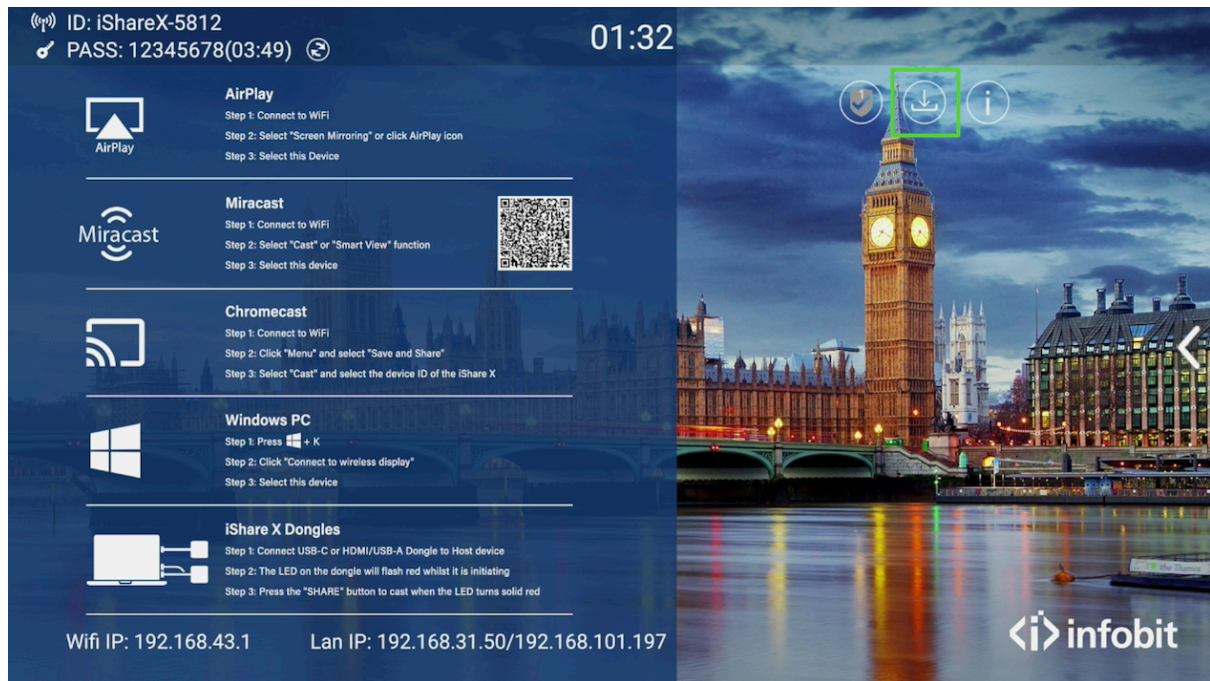 ID: iShareX-5812
PASS: 12345678(03:49)
01:32
1
i
AirPlay
AirPlay
Step 1: Connect to WiFi
Step 2: Select "Screen Mirroring" or click AirPlay icon
Step 3: Select this Device
Miracast
Miracast
Step 1: Connect to WiFi
Step 2: Select "Cast" or "Smart View" function
Step 3: Select this device
Chromecast
Step 1: Connect to WiFi
Step 2: Click "Menu" and select "Save and Share"
Step 3: Select "Cast" and select the device ID of the iShare X
Windows PC
Step 1: Press + K
Step 2: Click "Connect to wireless display"
Step 3: Select this device
iShare X Dongles
Step 1: Connect USB-C or HDMI/USB-A Dongle to Host device
Step 2: The LED on the dongle will flash red whilst it is initiating
Step 3: Press the "SHARE" button to cast when the LED turns solid red
Wifi IP: 192.168.43.1
Lan IP: 192.168.31.50/192.168.101.197
<i> infobit